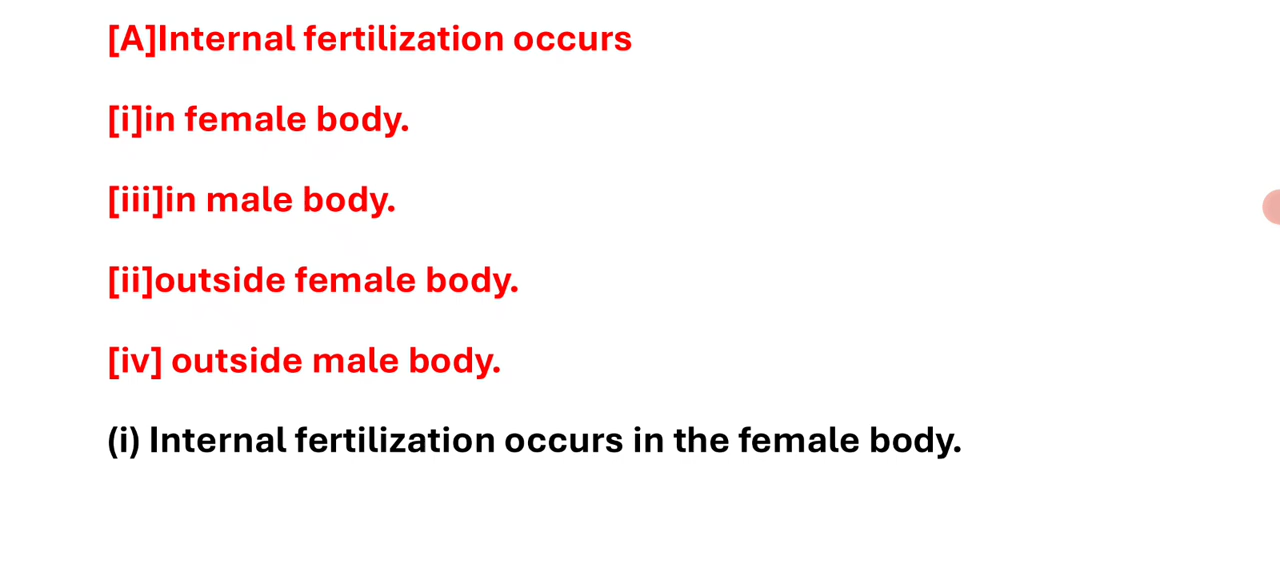 [A]Internal fertilization occurs
[i]in female body.
[iii]in male body.
[ii]outside female body.
[iv] outside male body.
(i) Internal fertilization occurs in the female body.